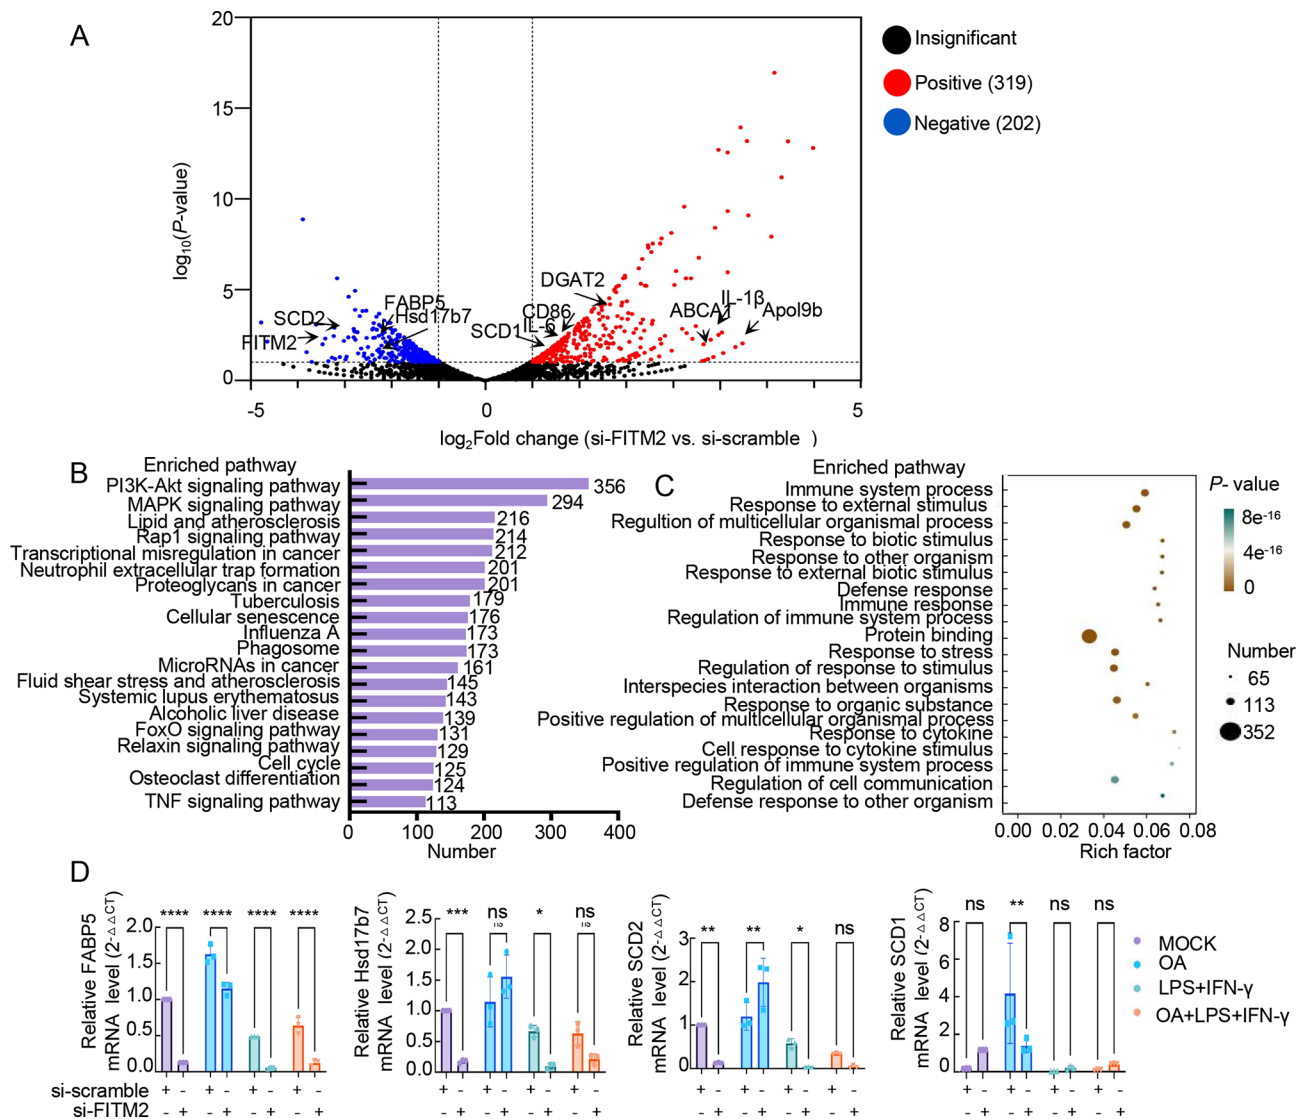 A
20
15
10
5
0
log10(P-value)
-5
0
5
log2Fold change (si-FITM2 vs. si-scramble )
Insignificant
Positive (319)
Negative (202)
DGAT2
CD86
IL-6
SCD1
ABCA1
IL-1β
Apol9b
FABP5
Hsd17b7
SCD2
FITM2
B
Enriched pathway
PI3K-Akt signaling pathway 356
MAPK signaling pathway 294
Lipid and atherosclerosis 216
Rap1 signaling pathway 214
Transcriptional misregulation in cancer 212
Neutrophil extracellular trap formation 201
Proteoglycans in cancer 201
Tuberculosis 179
Cellular senescence 176
Influenza A 173
Phagosome 173
MicroRNAs in cancer 161
Fluid shear stress and atherosclerosis 145
Systemic lupus erythematosus 143
Alcoholic liver disease 139
FoxO signaling pathway 131
Relaxin signaling pathway 129
Cell cycle 125
Osteoclast differentiation 124
TNF signaling pathway 113
0 100 200 300 400
Number
C
Enriched pathway
Immune system process
Response to external stimulus
Regultion of multicellular organismal process
Response to biotic stimulus
Response to other organism
Response to external biotic stimulus
Defense response
Immune response
Regulation of immune system process
Protein binding
Response to stress
Regulation of response to stimulus
Interspecies interaction between organisms
Response to organic substance
Positive regulation of multicellular organismal process
Response to cytokine
Cell response to cytokine stimulus
Positive regulation of immune system process
Regulation of cell communication
Defense response to other organism
0.00 0.02 0.04 0.06 0.08
Rich factor
P- value
8e-16
4e-16
0
Number
65
113
352
D
Relative FABP5
mRNA level (2-△△CT)
2.0
1.5
1.0
0.5
0.0
**** **** **** ****
Relative Hsd17b7
mRNA level (2-△△CT)
2.5
2.0
1.5
1.0
0.5
0.0
*** ns * ns
Relative SCD2
mRNA level (2-△△CT)
3
2
1
0
** ** * ns
Relative SCD1
mRNA level (2-△△CT)
8
6
4
2
0
ns ** ns ns
MOCK
OA
LPS+IFN-γ
OA+LPS+IFN-γ
si-scramble + - + - + - + - + - + - + - + - + - + - + - + - + - + - + - + -
si-FITM2 - + - + - + - + - + - + - + - + - + - + - + - + - + - + - + - +